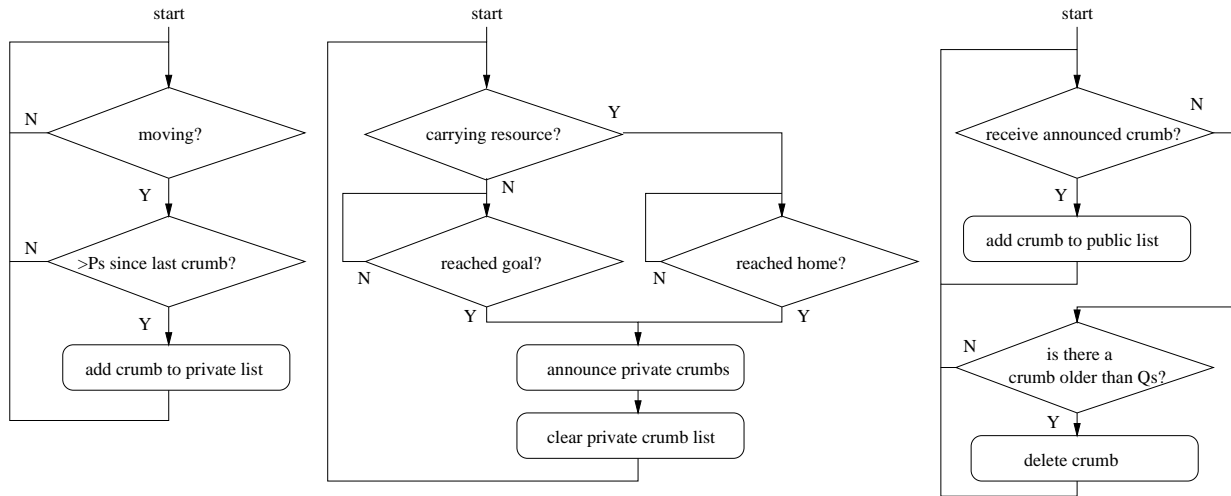 start
N
moving?
Y
N
>Ps since last crumb?
Y
add crumb to private list
start
Y
carrying resource?
N
reached goal?
N
Y
reached home?
N
Y
announce private crumbs
clear private crumb list
start
N
receive announced crumb?
Y
add crumb to public list
N
is there a
crumb older than Qs?
Y
delete crumb